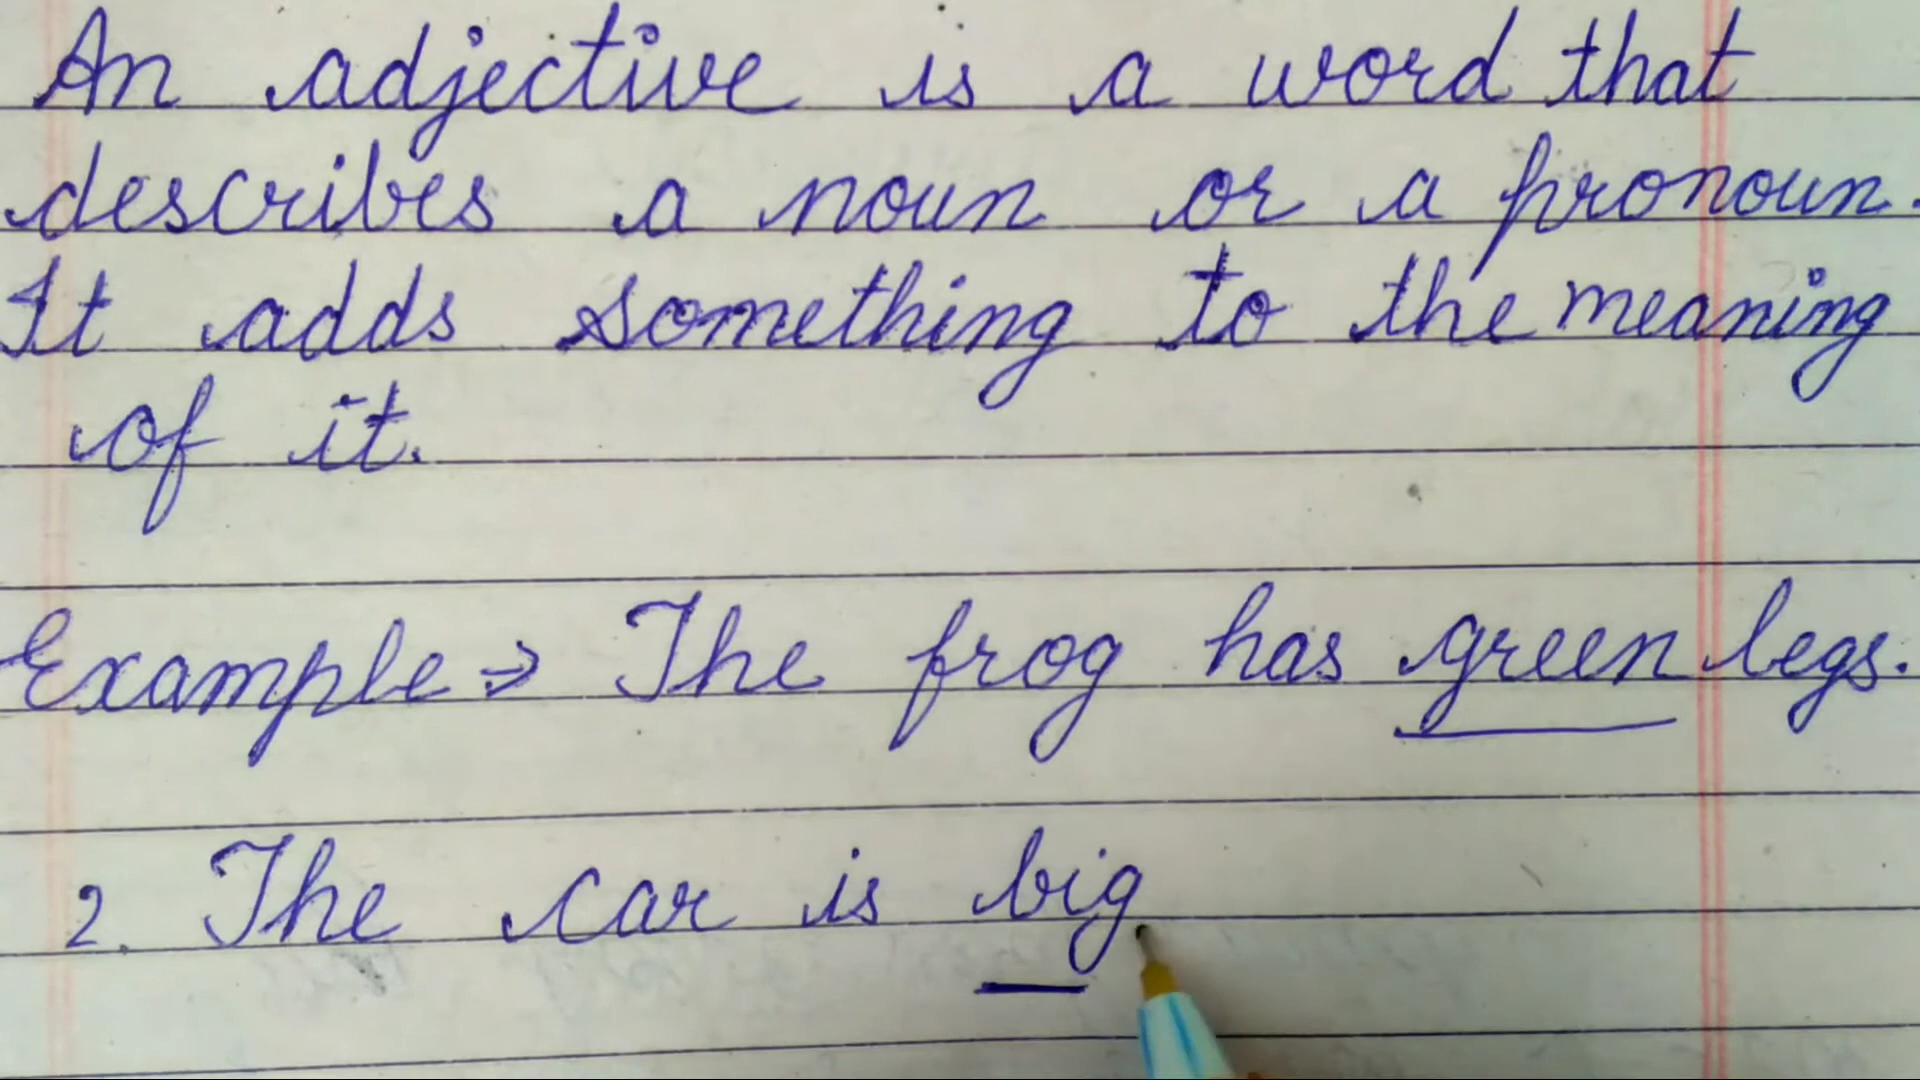 An adjective is a word that
describes a noun or a pronoun.
It adds something to the meaning
of it.
Example ⇒ The frog has green legs.
2. The car is big